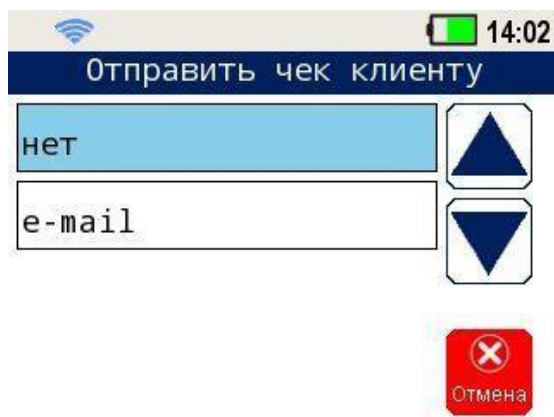 14:02
Отправить чек клиенту
нет
e-mail
Отмена